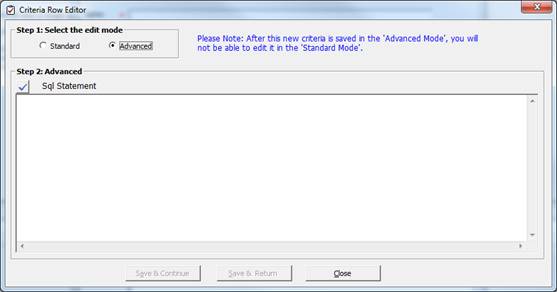 Criteria Row Editor
Step 1: Select the edit mode
Standard
Advanced
Please Note: After this new criteria is saved in the 'Advanced Mode', you will
not be able to edit it in the 'Standard Mode'.
Step 2: Advanced
Sql Statement
Save & Continue
Save & Return
Close